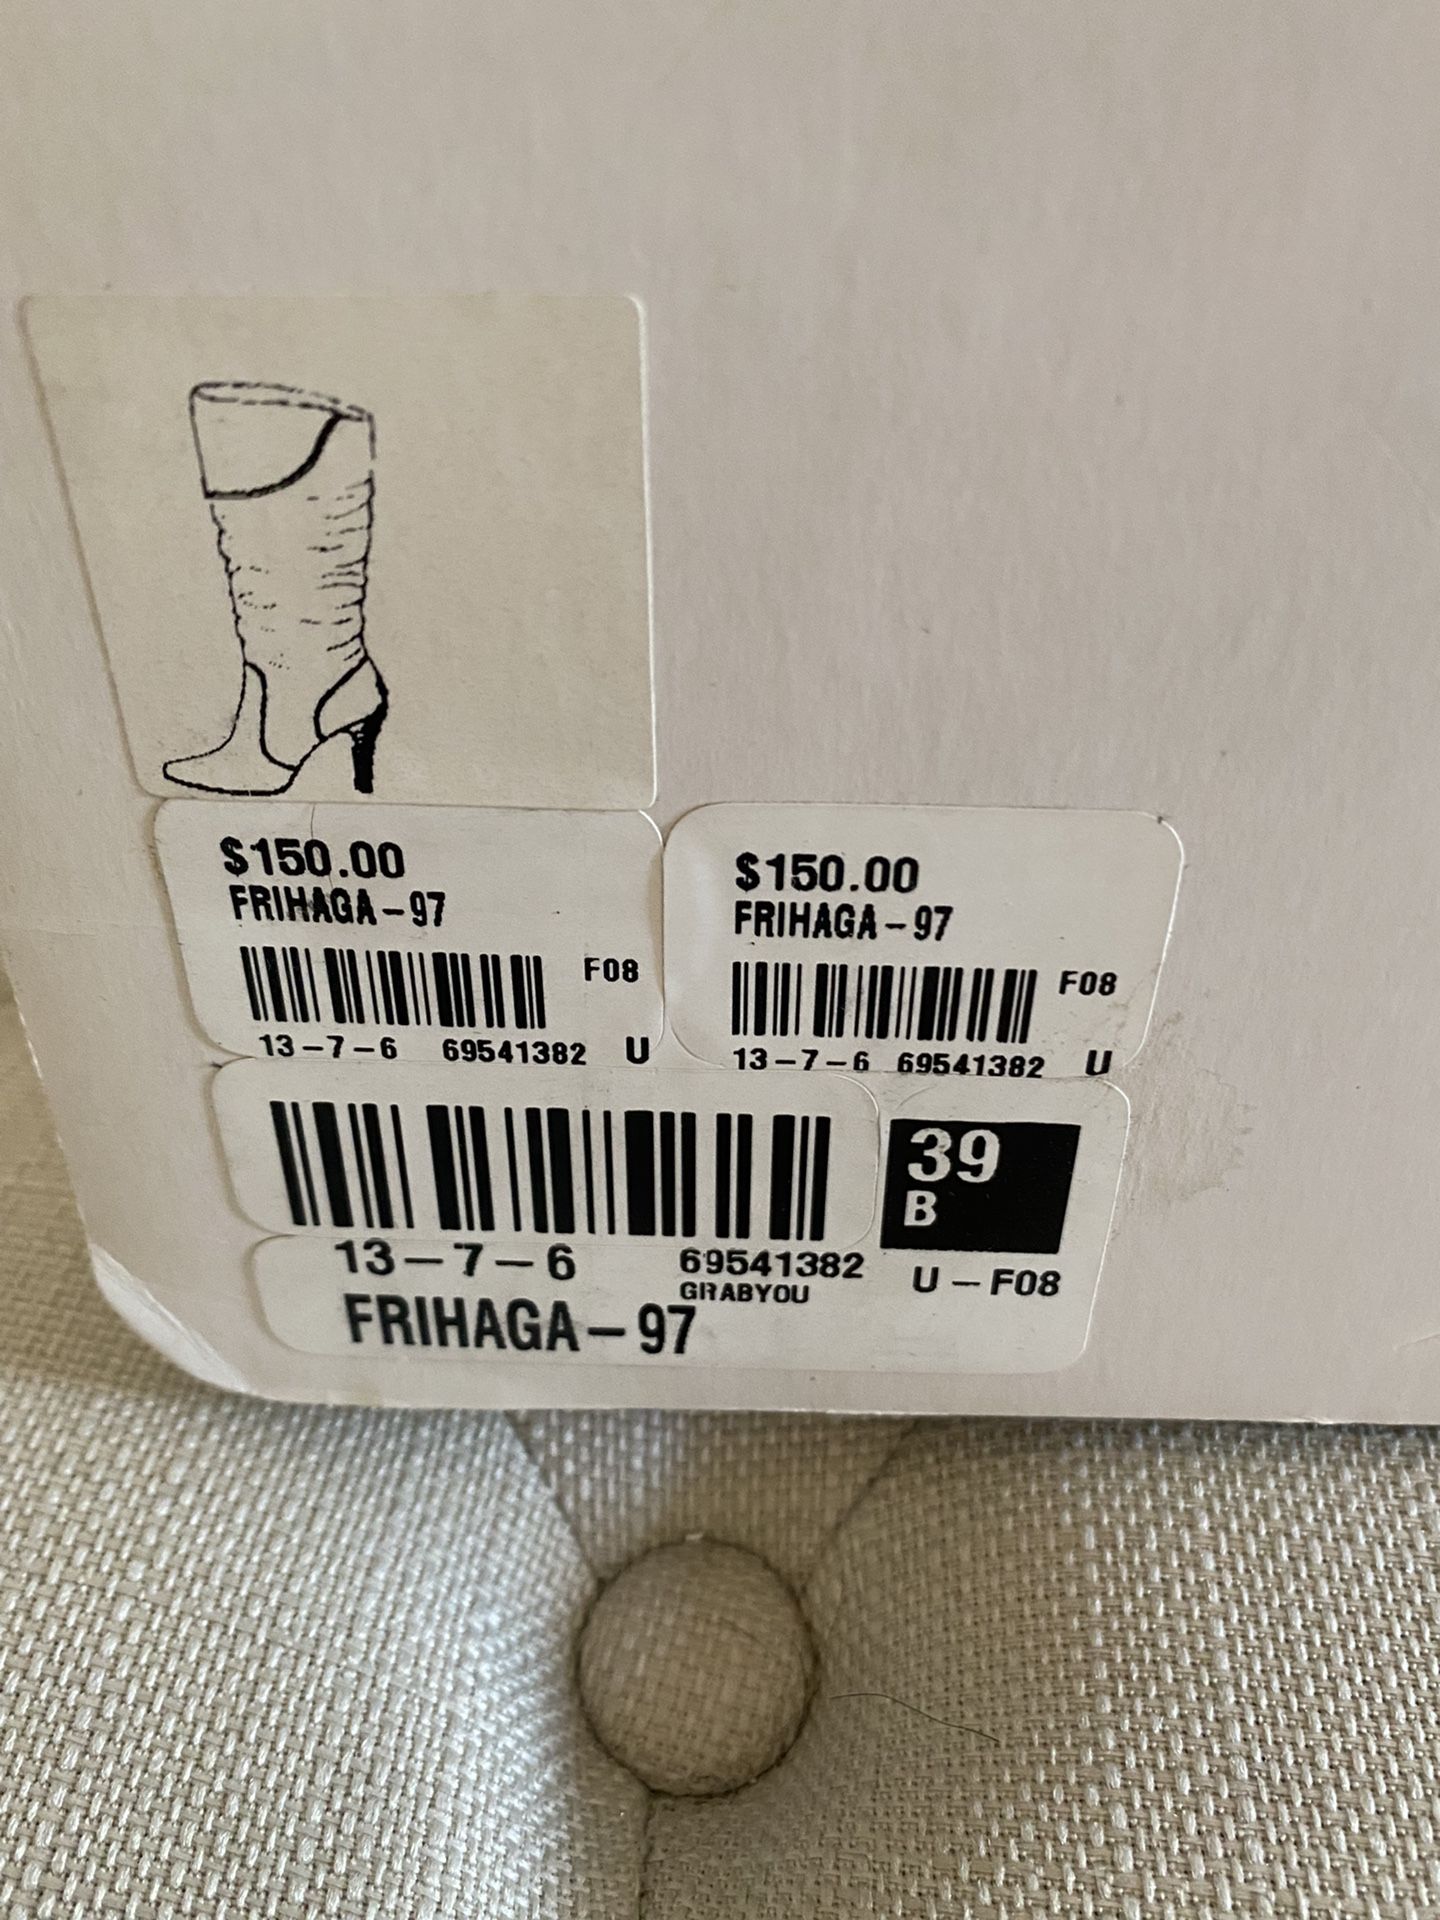 $150.00
FRIHAGA-97
F08
13-7-6 69541382 U
$150.00
FRIHAGA-97
F08
13-7-6 69541382 U
39
B
13-7-6 69541382
GRABYOU
U-F08
FRIHAGA-97